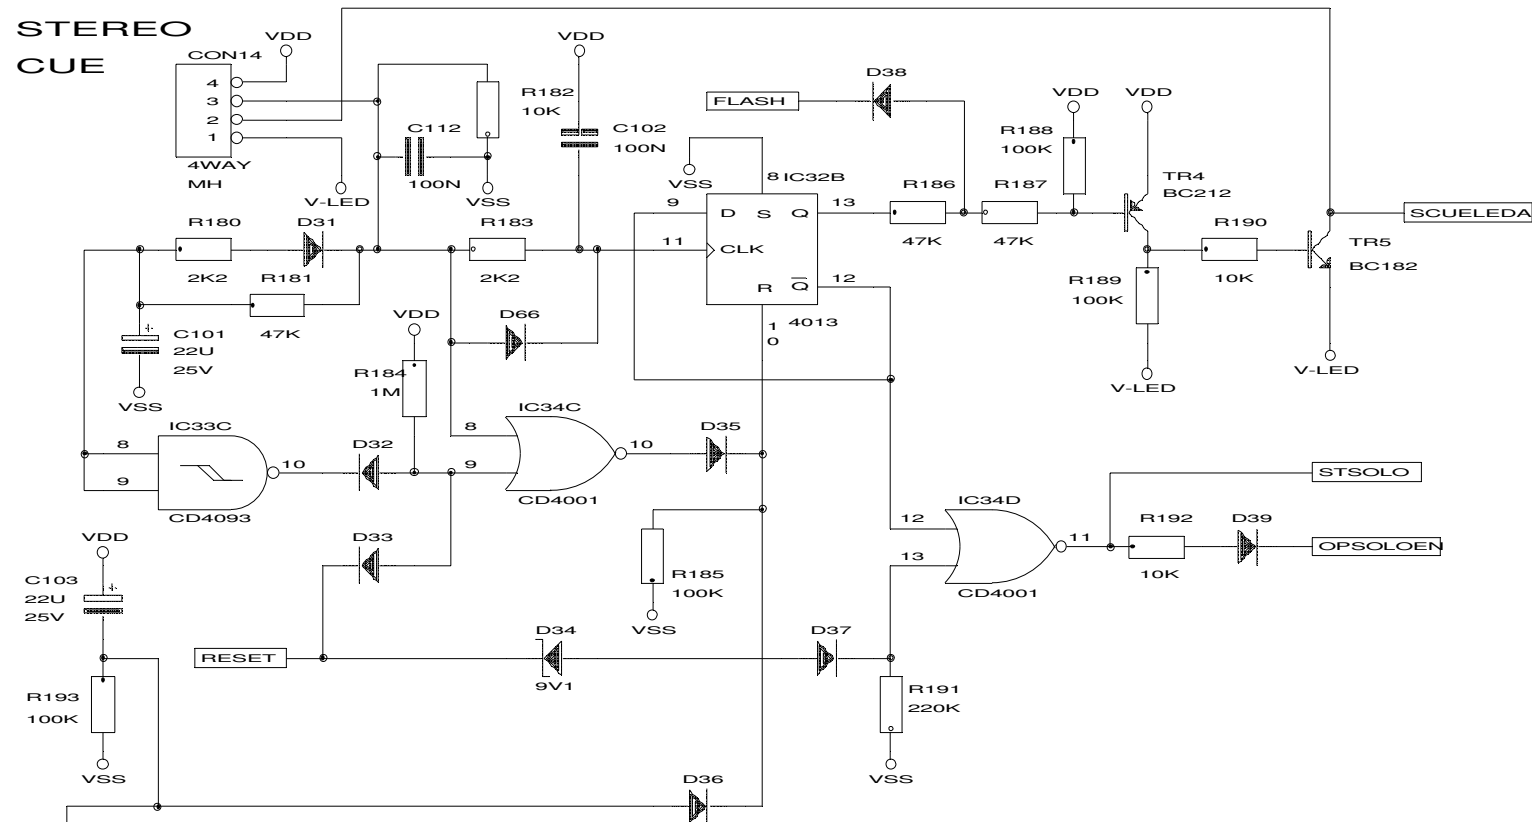 STEREO
CUE
CON14
VDD
4
3
2
1
4WAY
MH
V-LED
C112
100N
R182
10K
VSS
VDD
C102
100N
FLASH
D38
VSS
8
IC32B
9
D
S
Q
13
11
CLK
12
R
Q
4013
1
0
R186
47K
R187
47K
VDD
R188
100K
VDD
TR4
BC212
R190
10K
R189
100K
V-LED
TR5
BC182
V-LED
SCUELEDA
R180
2K2
D31
R181
47K
C101
22U
25V
VSS
R183
2K2
D66
VDD
R184
1M
IC33C
8
9
10
CD4093
D32
IC34C
8
9
10
CD4001
D35
D33
R185
100K
VSS
IC34D
12
13
11
CD4001
STSOLO
R192
10K
D39
OPSOLOEN
VDD
C103
22U
25V
R193
100K
VSS
RESET
D34
9V1
D37
R191
220K
VSS
D36